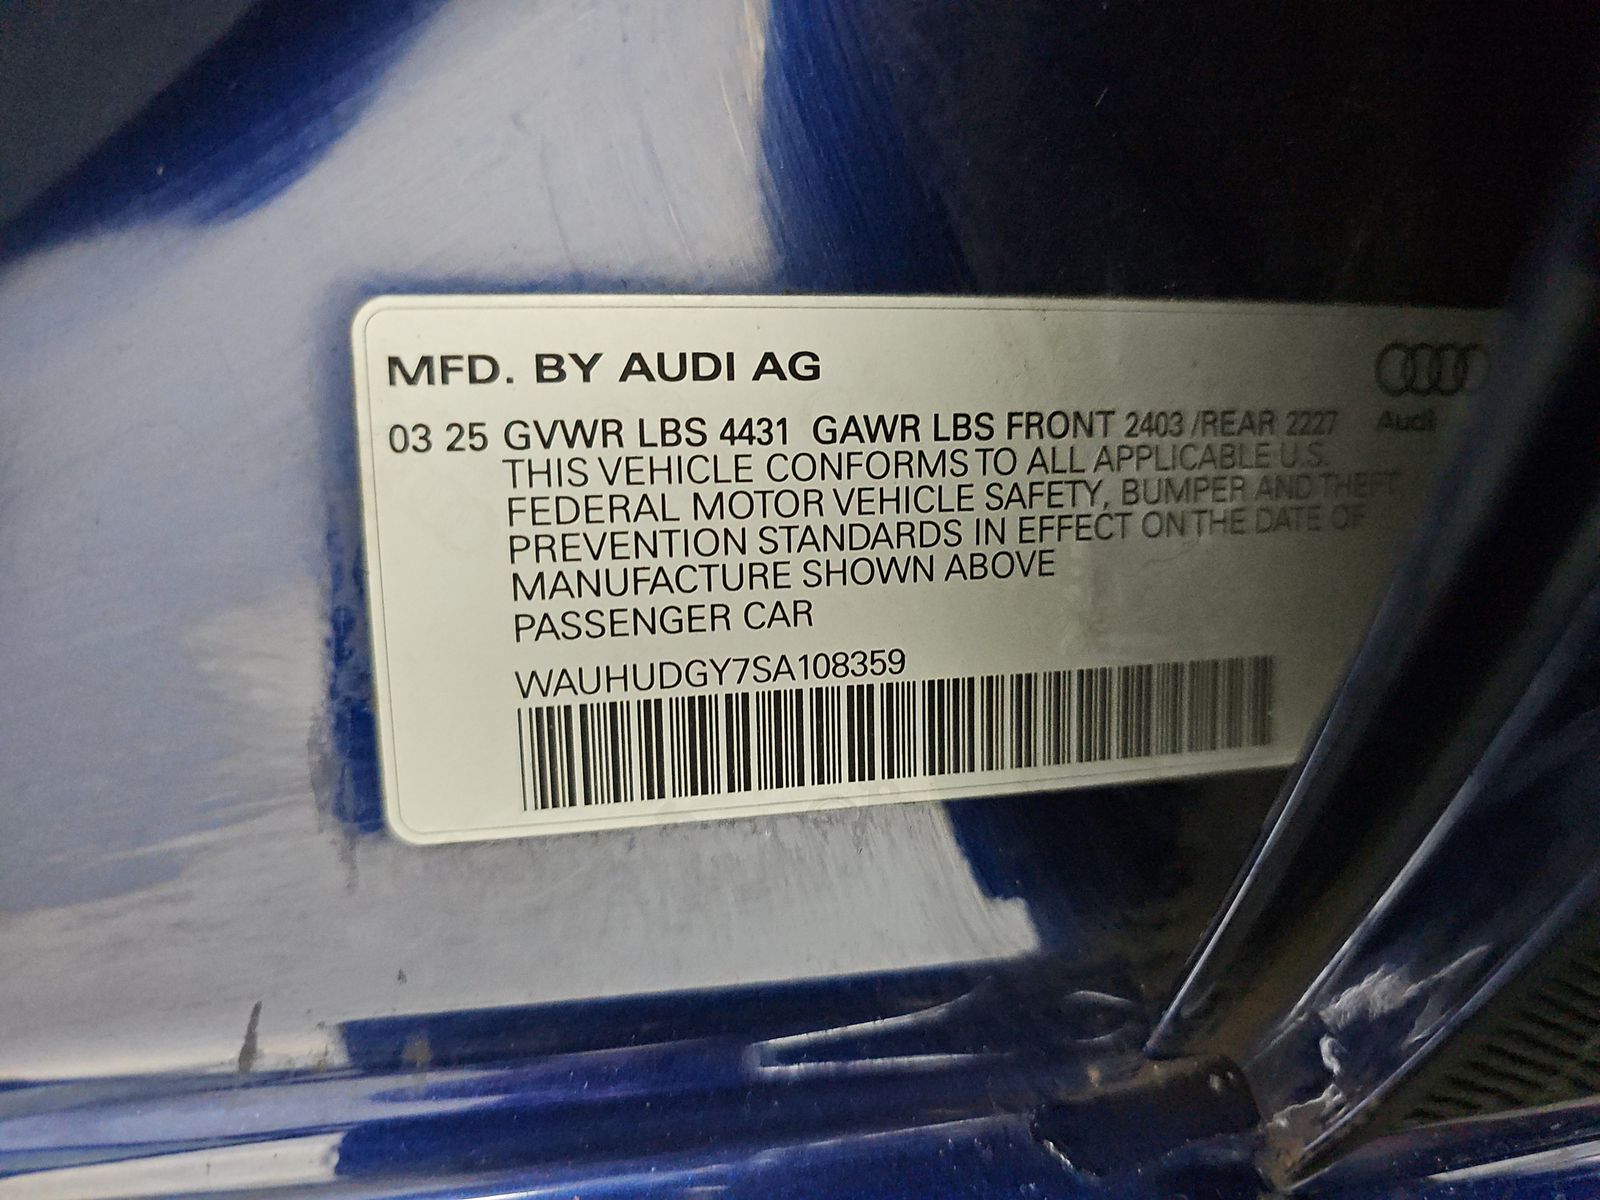 MFD. BY AUDI AG
03 25 GVWR LBS 4431 GAWR LBS FRONT 2403 /REAR 2227
Audi
THIS VEHICLE CONFORMS TO ALL APPLICABLE U.S.
FEDERAL MOTOR VEHICLE SAFETY, BUMPER AND THEFT
PREVENTION STANDARDS IN EFFECT ON THE DATE OF
MANUFACTURE SHOWN ABOVE
PASSENGER CAR
WAUHUDGY7SA108359